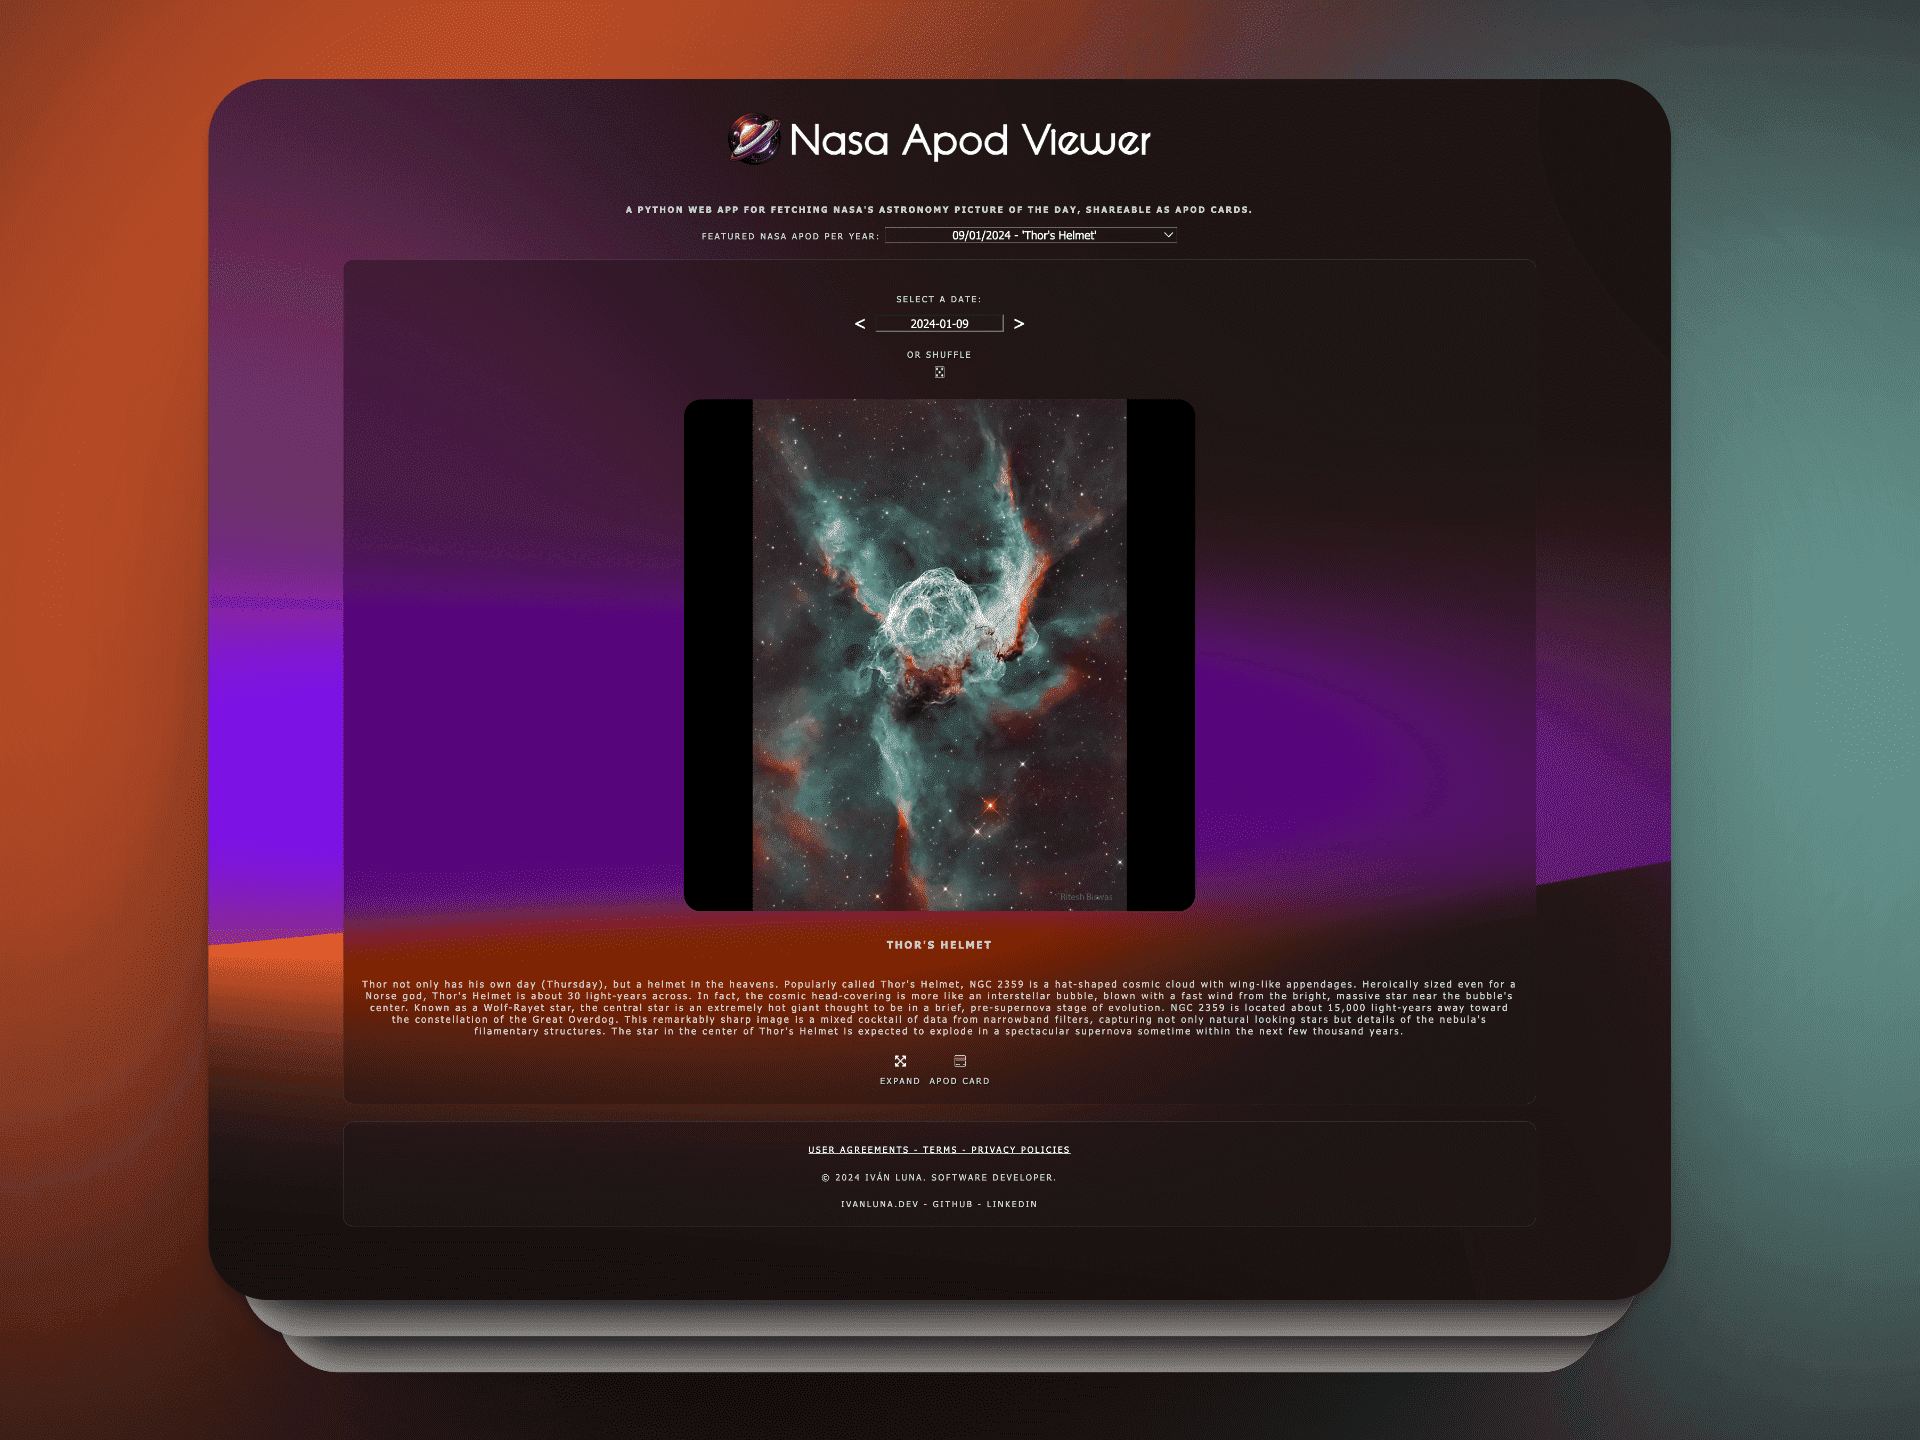 Nasa Apod Viewer
A PYTHON WEB APP FOR FETCHING NASA'S ASTRONOMY PICTURE OF THE DAY, SHAREABLE AS APOD CARDS.
FEATURED NASA APOD PER YEAR: 09/01/2024 - 'Thor's Helmet'
SELECT A DATE:
< 2024-01-09 >
OR SHUFFLE
Ritesh Biswas
THOR'S HELMET
Thor not only has his own day (Thursday), but a helmet in the heavens. Popularly called Thor's Helmet, NGC 2359 is a hat-shaped cosmic cloud with wing-like appendages. Heroically sized even for a
Norse god, Thor's Helmet is about 30 light-years across. In fact, the cosmic head-covering is more like an interstellar bubble, blown with a fast wind from the bright, massive star near the bubble's
center. Known as a Wolf-Rayet star, the central star is an extremely hot giant thought to be in a brief, pre-supernova stage of evolution. NGC 2359 is located about 15,000 light-years away toward
the constellation of the Great Overdog. This remarkably sharp image is a mixed cocktail of data from narrowband filters, capturing not only natural looking stars but details of the nebula's
filamentary structures. The star in the center of Thor's Helmet is expected to explode in a spectacular supernova sometime within the next few thousand years.
EXPAND APOD CARD
USER AGREEMENTS - TERMS - PRIVACY POLICIES
© 2024 IVÁN LUNA. SOFTWARE DEVELOPER.
IVANLUNA.DEV - GITHUB - LINKEDIN